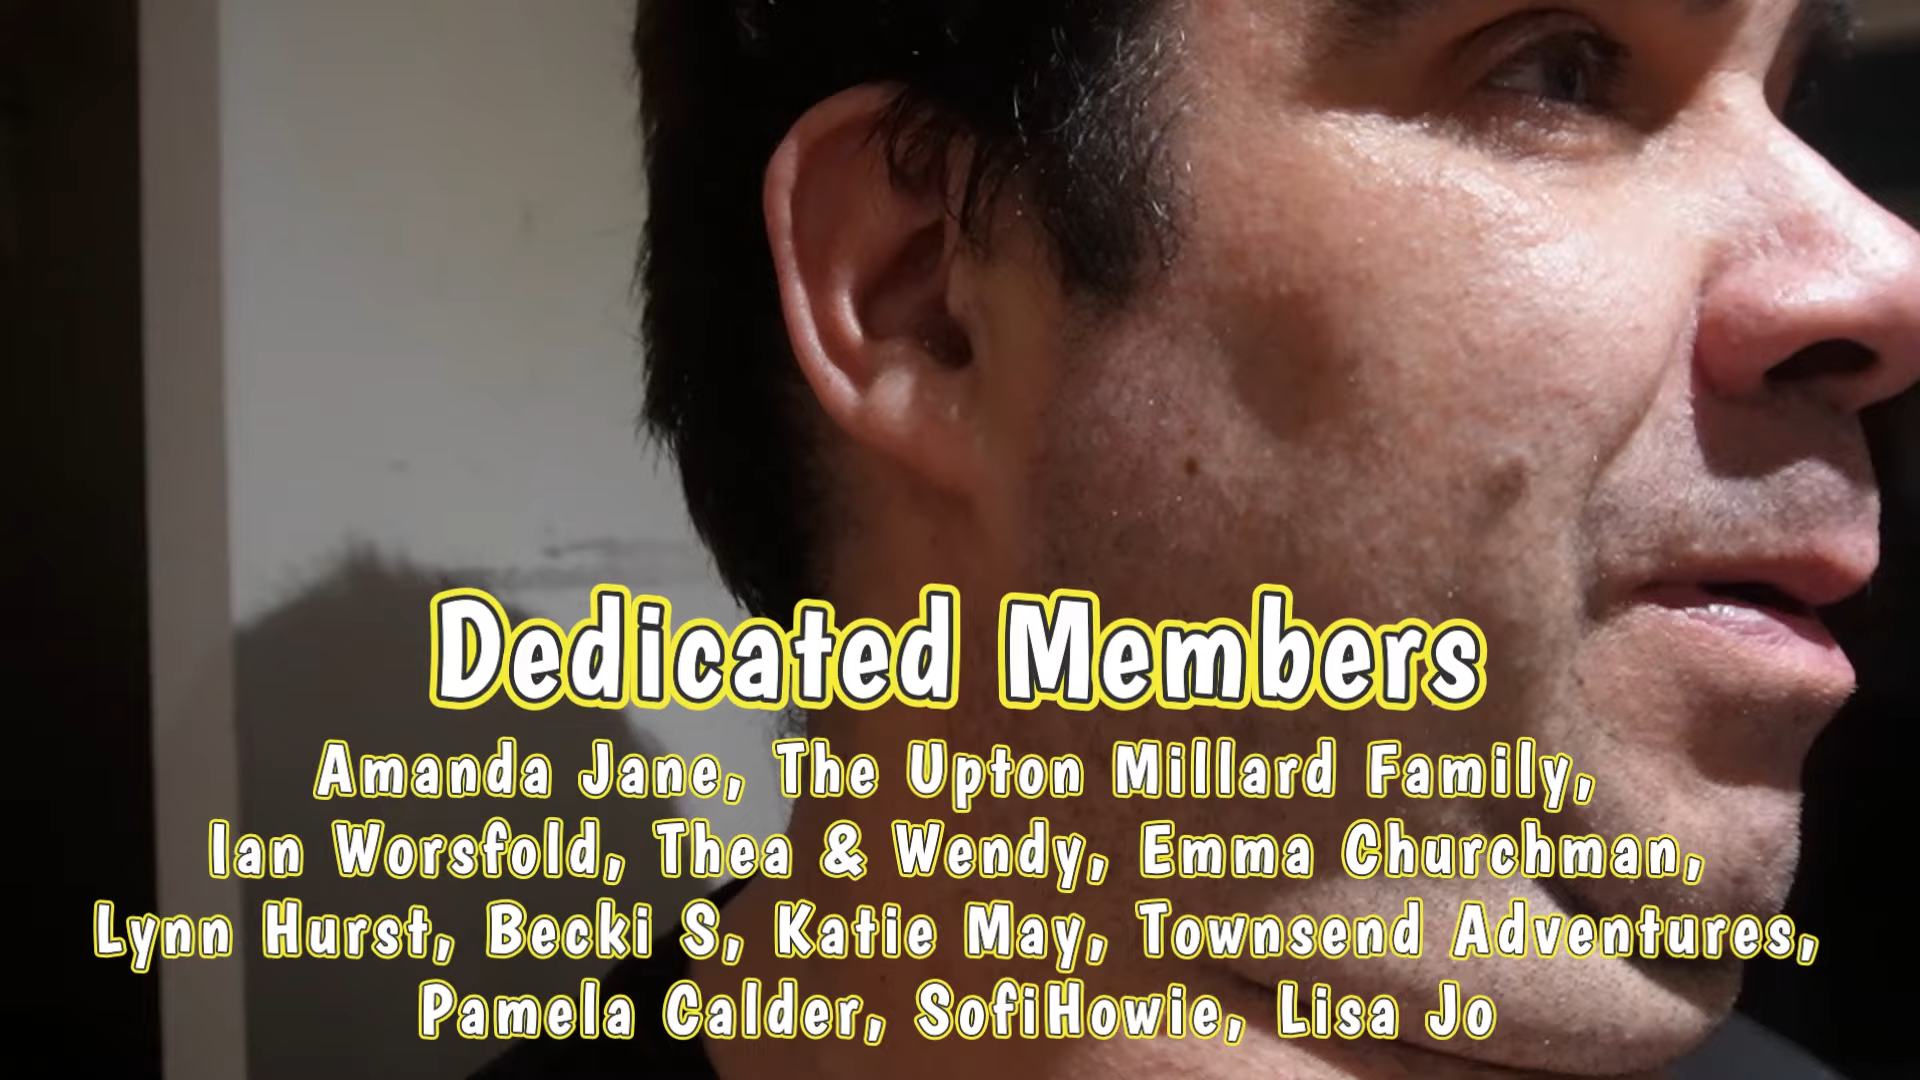 Dedicated Members
Amanda Jane, The Upton Millard Family,
Ian Worsfold, Thea & Wendy, Emma Churchman,
Lynn Hurst, Becki S, Katie May, Townsend Adventures,
Pamela Calder, SofiHowie, Lisa Jo